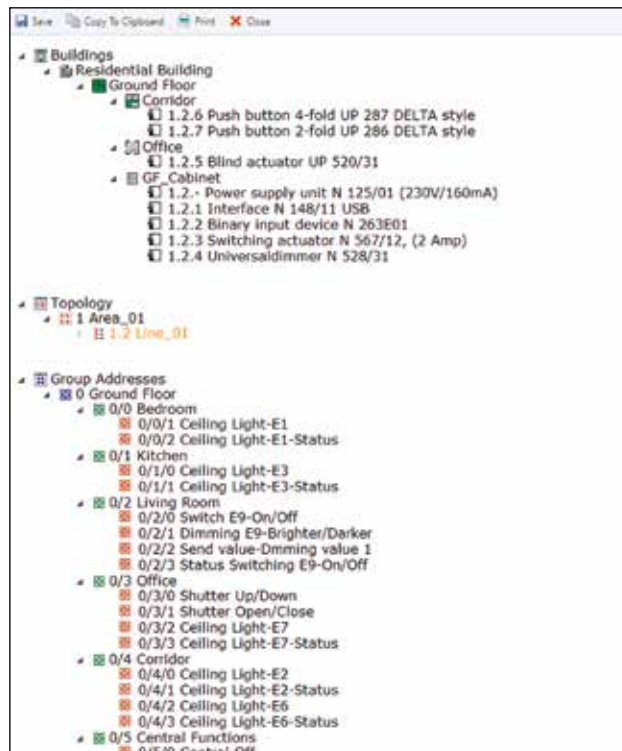 Save Copy To Clipboard Print Close
Buildings
Residential Building
Ground Floor
Corridor
1.2.6 Push button 4-fold UP 287 DELTA style
1.2.7 Push button 2-fold UP 286 DELTA style
Office
1.2.5 Blind actuator UP 520/31
GF_Cabinet
1.2.- Power supply unit N 125/01 (230V/160mA)
1.2.1 Interface N 148/11 USB
1.2.2 Binary input device N 263E01
1.2.3 Switching actuator N 567/12, (2 Amp)
1.2.4 Universaldimmer N 528/31
Topology
1 Area_01
1.2 Line_01
Group Addresses
0 Ground Floor
0/0 Bedroom
0/0/1 Ceiling Light-E1
0/0/2 Ceiling Light-E1-Status
0/1 Kitchen
0/1/0 Ceiling Light-E3
0/1/1 Ceiling Light-E3-Status
0/2 Living Room
0/2/0 Switch E9-On/Off
0/2/1 Dimming E9-Brighter/Darker
0/2/2 Send value-Dmming value 1
0/2/3 Status Switching E9-On/Off
0/3 Office
0/3/0 Shutter Up/Down
0/3/1 Shutter Open/Close
0/3/2 Ceiling Light-E7
0/3/3 Ceiling Light-E7-Status
0/4 Corridor
0/4/0 Ceiling Light-E2
0/4/1 Ceiling Light-E2-Status
0/4/2 Ceiling Light-E6
0/4/3 Ceiling Light-E6-Status
0/5 Central Functions
0/5/0 Central Off